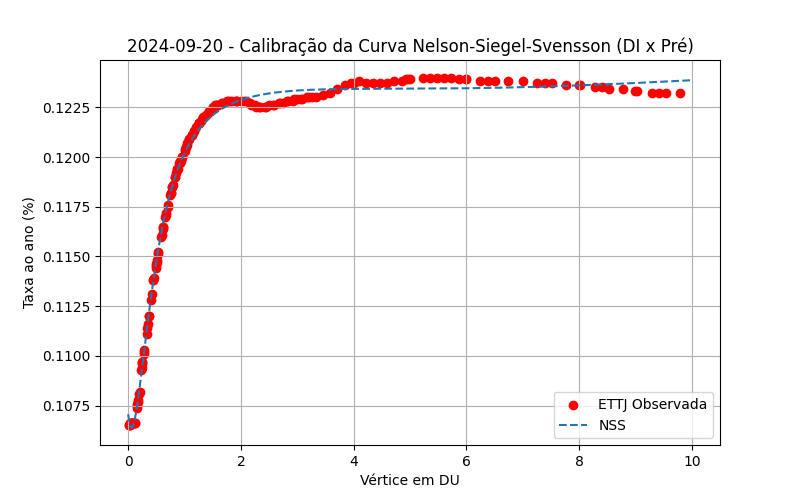 2024-09-20 - Calibração da Curva Nelson-Siegel-Svensson (DI x Pré)
Taxa ao ano (%)
0.1225
0.1200
0.1175
0.1150
0.1125
0.1100
0.1075
ETTJ Observada
NSS
0 2 4 6 8 10
Vértice em DU